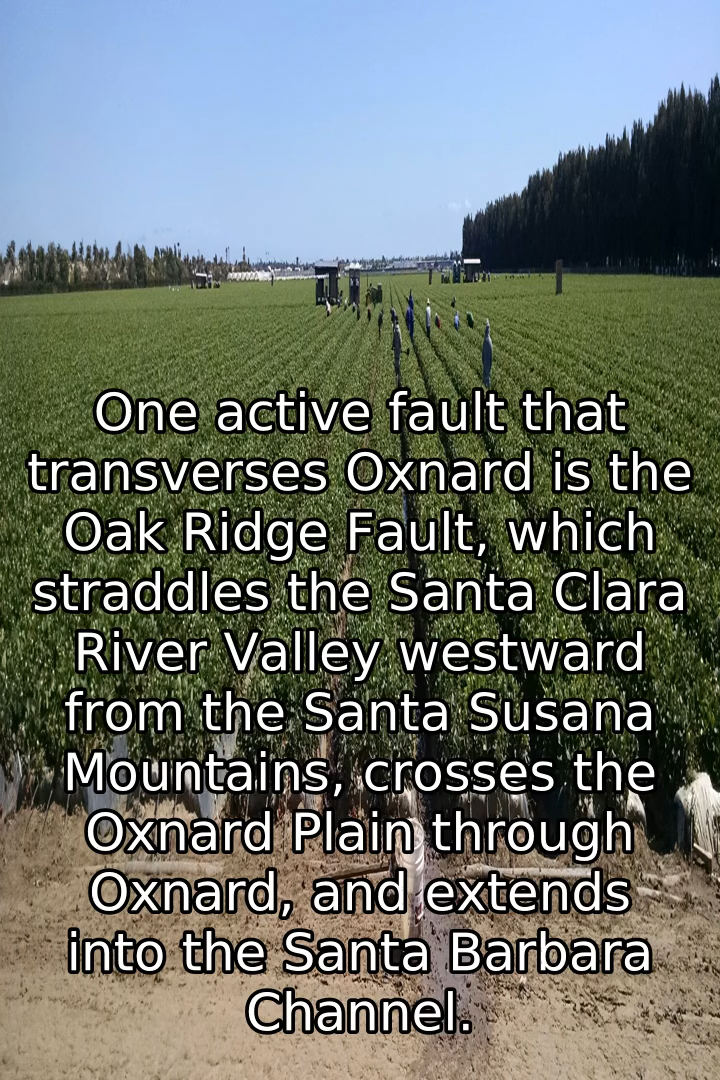 One active fault that
transverses Oxnard is the
Oak Ridge Fault, which
straddles the Santa Clara
River Valley westward
from the Santa Susana
Mountains, crosses the
Oxnard Plain through
Oxnard, and extends
into the Santa Barbara
Channel.